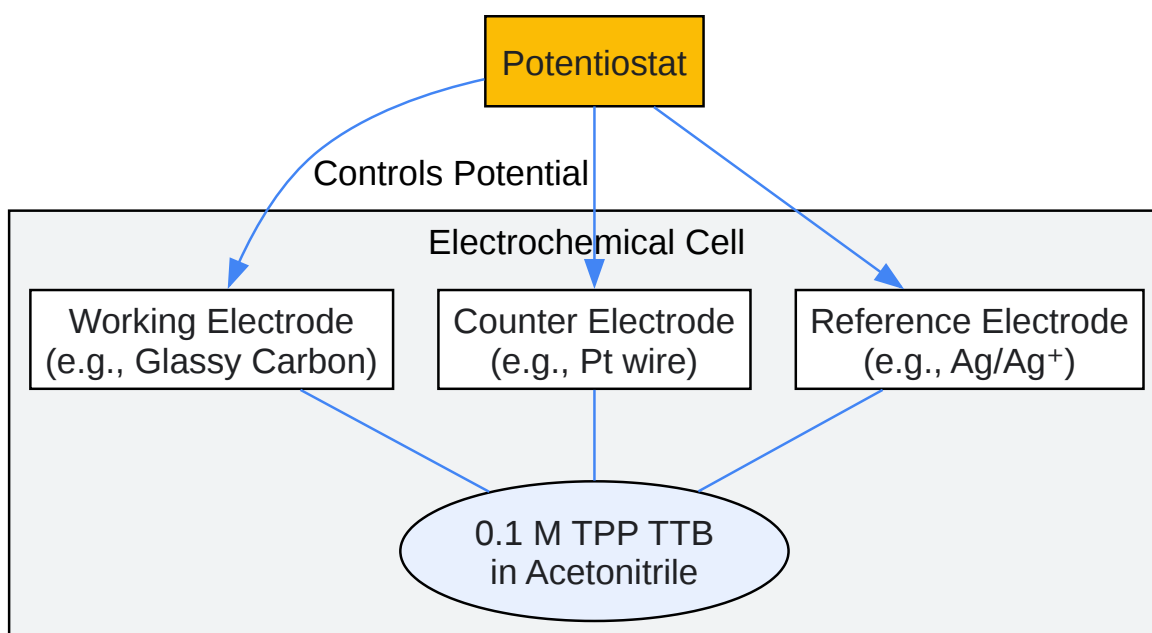 Potentiostat
Controls Potential
Electrochemical Cell
Working Electrode
(e.g., Glassy Carbon)
Counter Electrode
(e.g., Pt wire)
Reference Electrode
(e.g., Ag/Ag⁺)
0.1 M TPP TTB
in Acetonitrile